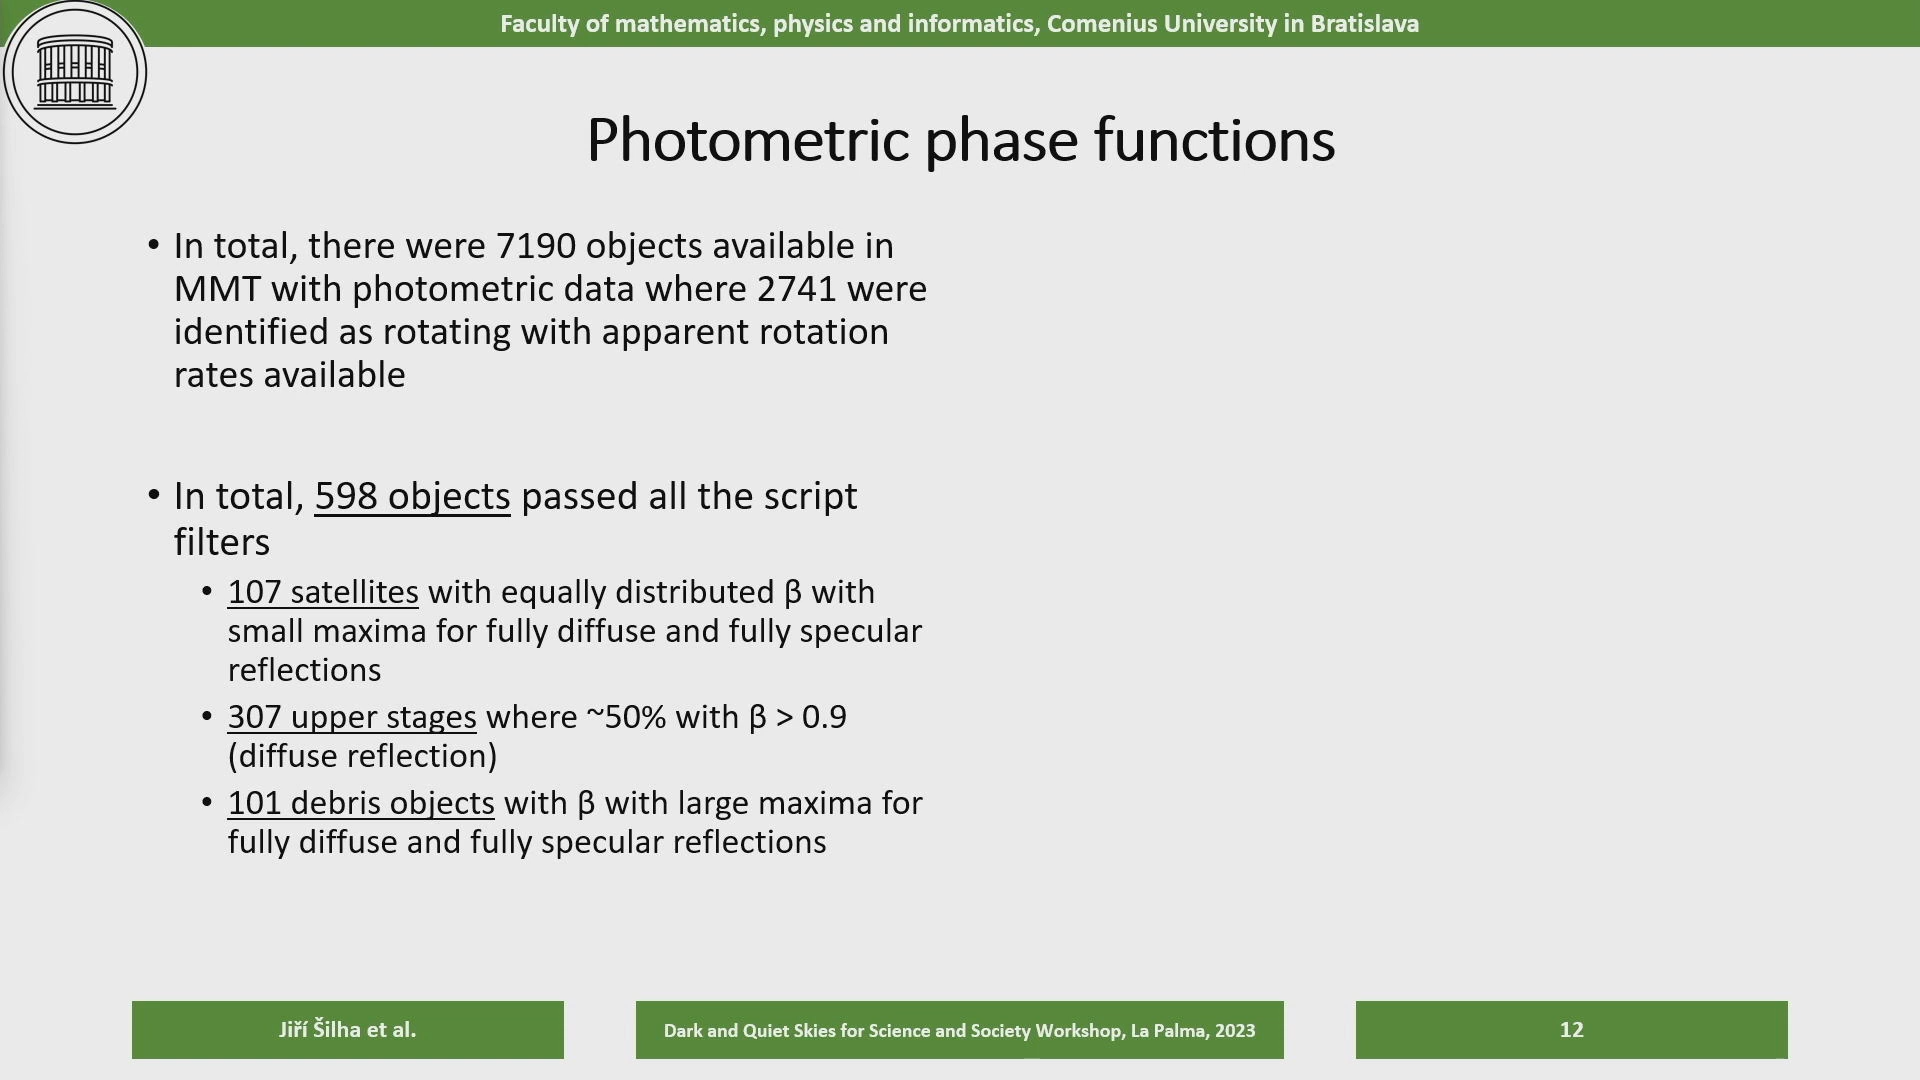 Faculty of mathematics, physics and informatics, Comenius University in Bratislava
Photometric phase functions
• In total, there were 7190 objects available in
MMT with photometric data where 2741 were
identified as rotating with apparent rotation
rates available
• In total, 598 objects passed all the script
filters
• 107 satellites with equally distributed β with
small maxima for fully diffuse and fully specular
reflections
• 307 upper stages where ~50% with β > 0.9
(diffuse reflection)
• 101 debris objects with β with large maxima for
fully diffuse and fully specular reflections
Jiří Šilha et al.
Dark and Quiet Skies for Science and Society Workshop, La Palma, 2023
12